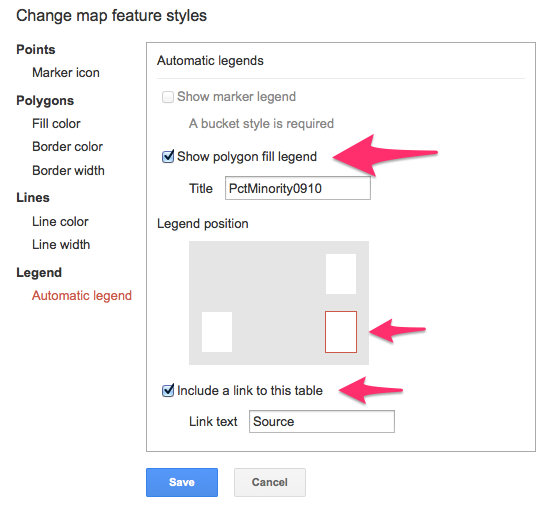 Change map feature styles
Points
Marker icon
Polygons
Fill color
Border color
Border width
Lines
Line color
Line width
Legend
Automatic legend
Automatic legends
Show marker legend
A bucket style is required
Show polygon fill legend
Title PctMinority0910
Legend position
Include a link to this table
Link text Source
Save Cancel